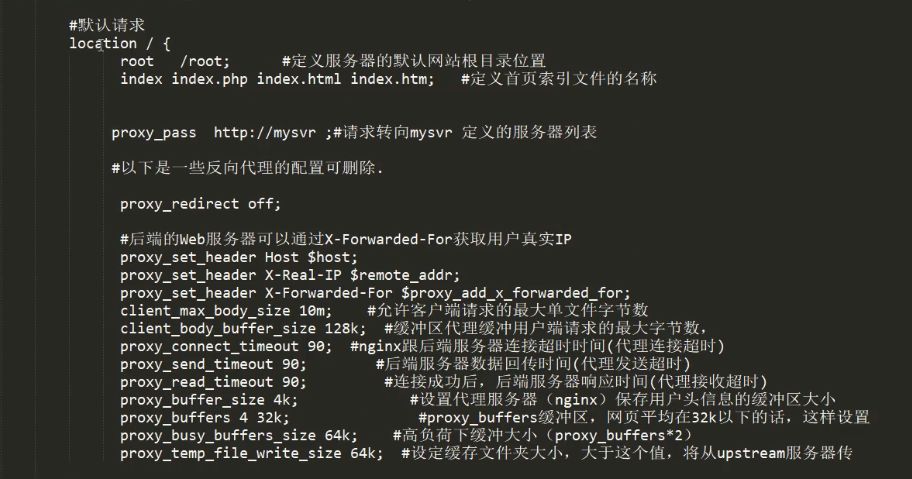 #默认请求
location / {
root /root; #定义服务器的默认网站根目录位置
index index.php index.html index.htm; #定义首页索引文件的名称
proxy_pass http://mysvr ;#请求转向mysvr 定义的服务器列表
#以下是一些反向代理的配置可删除.
proxy_redirect off;
#后端的Web服务器可以通过X-Forwarded-For获取用户真实IP
proxy_set_header Host $host;
proxy_set_header X-Real-IP $remote_addr;
proxy_set_header X-Forwarded-For $proxy_add_x_forwarded_for;
client_max_body_size 10m; #允许客户端请求的最大单文件字节数
client_body_buffer_size 128k; #缓冲区代理缓冲用户端请求的最大字节数，
proxy_connect_timeout 90; #nginx跟后端服务器连接超时时间(代理连接超时)
proxy_send_timeout 90; #后端服务器数据回传时间(代理发送超时)
proxy_read_timeout 90; #连接成功后，后端服务器响应时间(代理接收超时)
proxy_buffer_size 4k; #设置代理服务器（nginx）保存用户头信息的缓冲区大小
proxy_buffers 4 32k; #proxy_buffers缓冲区，网页平均在32k以下的话，这样设置
proxy_busy_buffers_size 64k; #高负荷下缓冲大小（proxy_buffers*2）
proxy_temp_file_write_size 64k; #设定缓存文件夹大小，大于这个值，将从upstream服务器传